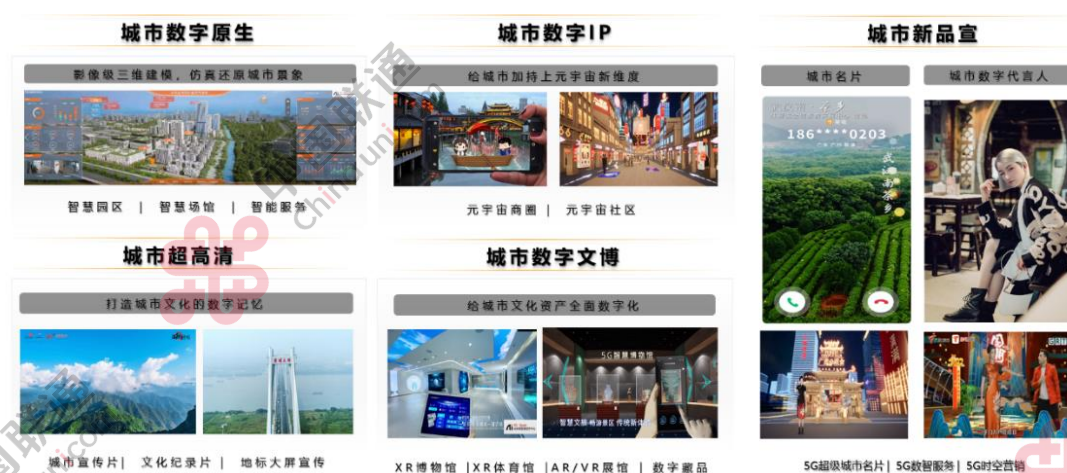 城市数字原生
影像级三维建模，仿真还原城市景象
智慧园区 | 智慧场馆 | 智能服务
城市超高清
打造城市文化的数字记忆
城市宣传片| 文化纪录片 | 地标大屏宣传
城市数字IP
给城市加持上元宇宙新维度
元宇宙商圈 | 元宇宙社区
城市数字文博
给城市文化资产全面数字化
5G智慧博物馆
XR博物馆 |XR体育馆 |AR/VR展馆 | 数字藏品
城市新品宣
城市名片
186****0203
城市数字代言人
5G超级城市名片| 5G数智服务| 5G时空营销